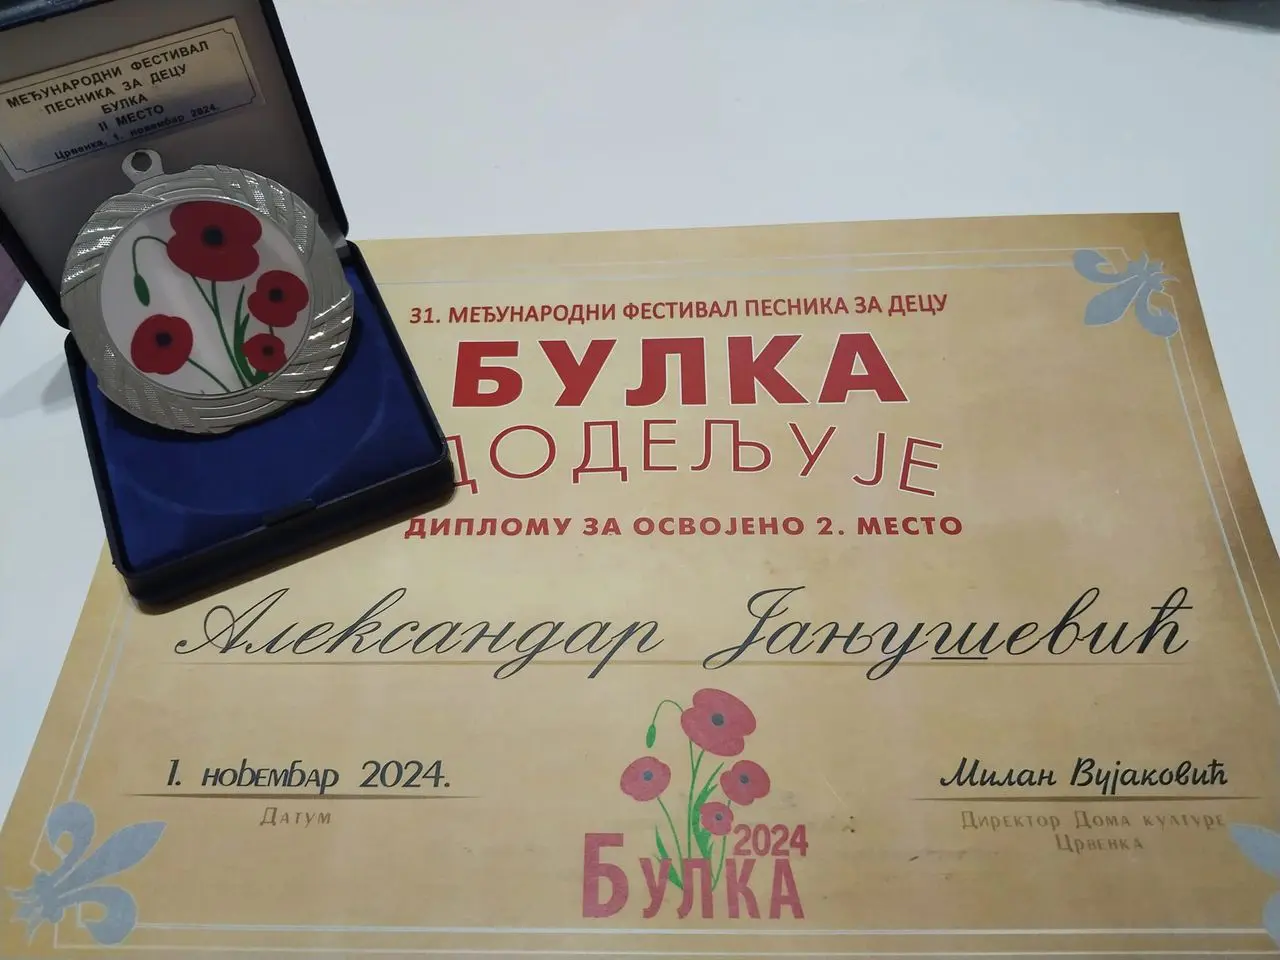 МЕЂУНАРОДНИ ФЕСТИВАЛ
ПЕСНИКА ЗА ДЕЦУ
БУЛКА
II МЕСТО
Црвенка, 1. новембар 2024.
31. МЕЂУНАРОДНИ ФЕСТИВАЛ ПЕСНИКА ЗА ДЕЦУ
БУЛКА
ДОДЕЉУЈЕ
ДИПЛОМУ ЗА ОСВОЈЕНО 2. МЕСТО
Александар Јањушевић
1. новембар 2024.
Датум
Милан Вујаковић
Директор Дома културе
Црвенка
2024
Булка